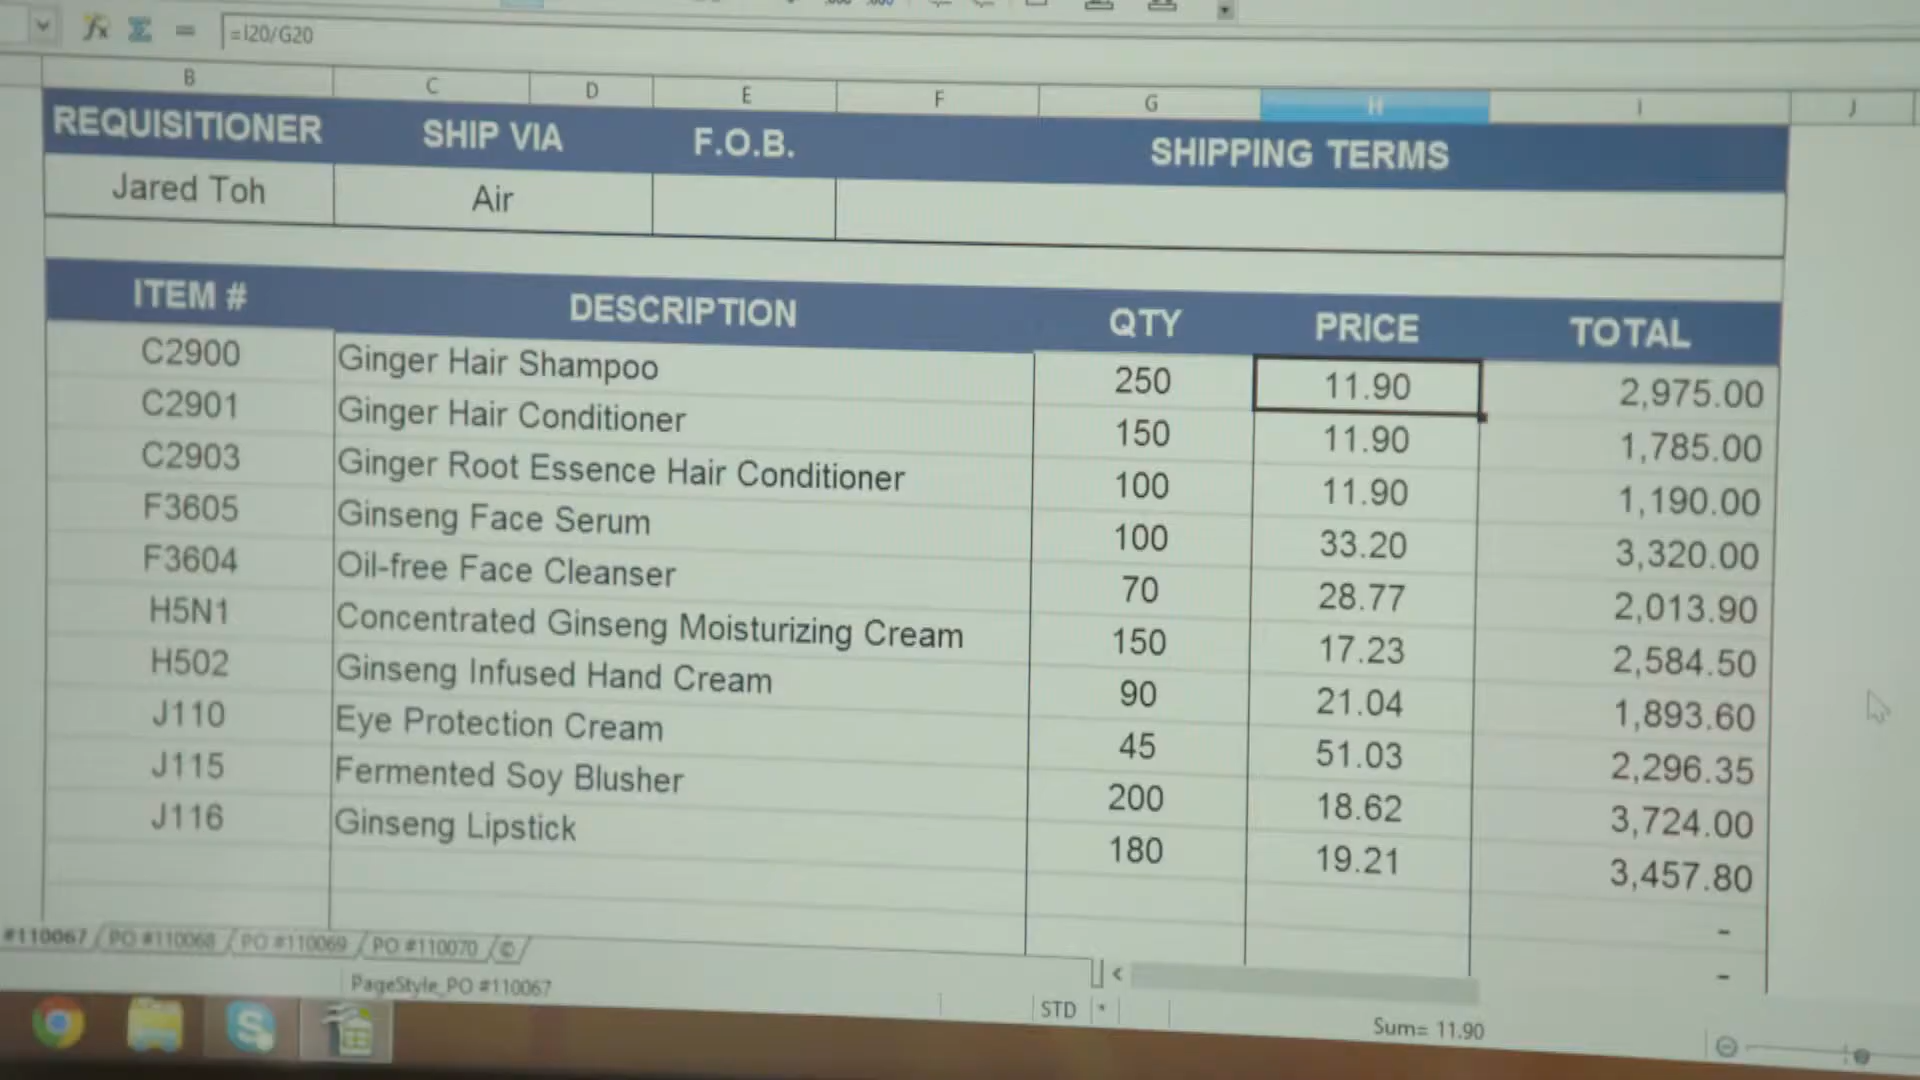 =I20/G20
B C D E F G H I J
REQUISITIONER SHIP VIA F.O.B. SHIPPING TERMS
Jared Toh Air
ITEM # DESCRIPTION QTY PRICE TOTAL
C2900 Ginger Hair Shampoo 250 11.90 2,975.00
C2901 Ginger Hair Conditioner 150 11.90 1,785.00
C2903 Ginger Root Essence Hair Conditioner 100 11.90 1,190.00
F3605 Ginseng Face Serum 100 33.20 3,320.00
F3604 Oil-free Face Cleanser 70 28.77 2,013.90
H5N1 Concentrated Ginseng Moisturizing Cream 150 17.23 2,584.50
H502 Ginseng Infused Hand Cream 90 21.04 1,893.60
J110 Eye Protection Cream 45 51.03 2,296.35
J115 Fermented Soy Blusher 200 18.62 3,724.00
J116 Ginseng Lipstick 180 19.21 3,457.80
-
-
#110067 PO #110068 PO #110069 PO #110070
PageStyle_PO #110067 STD * Sum= 11.90